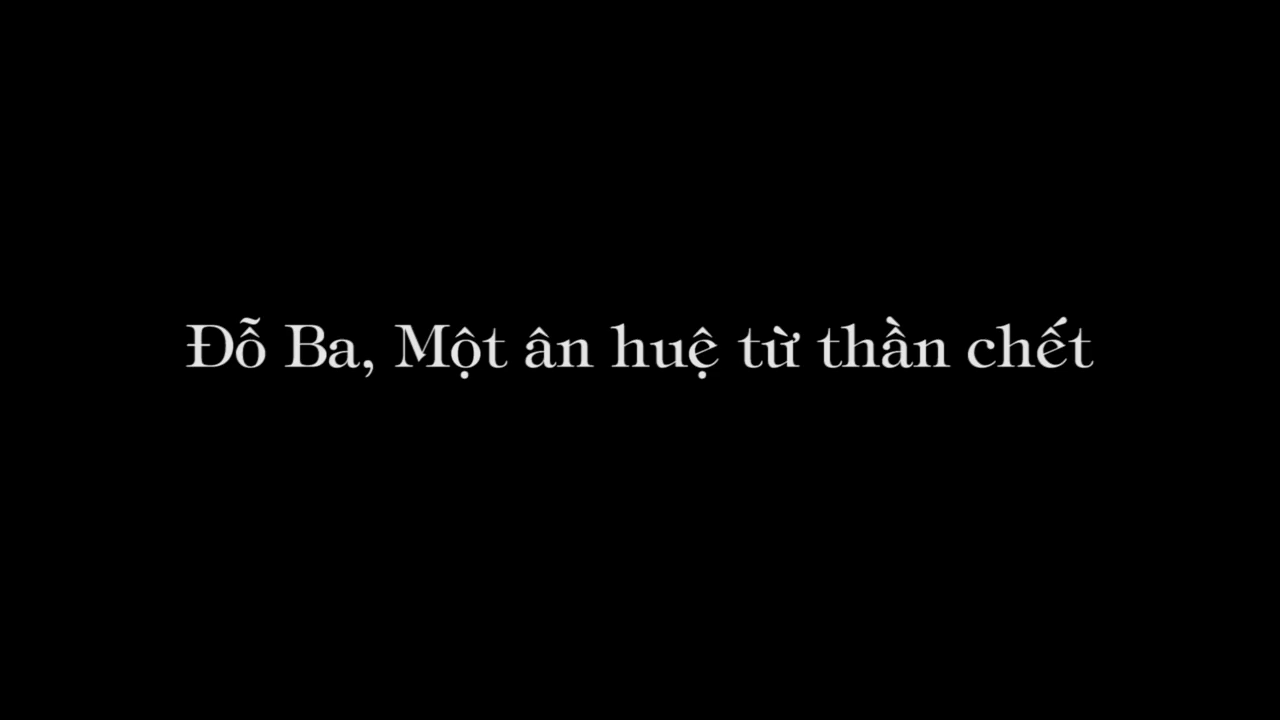 Đỗ Ba, Một ân huệ từ thần chết